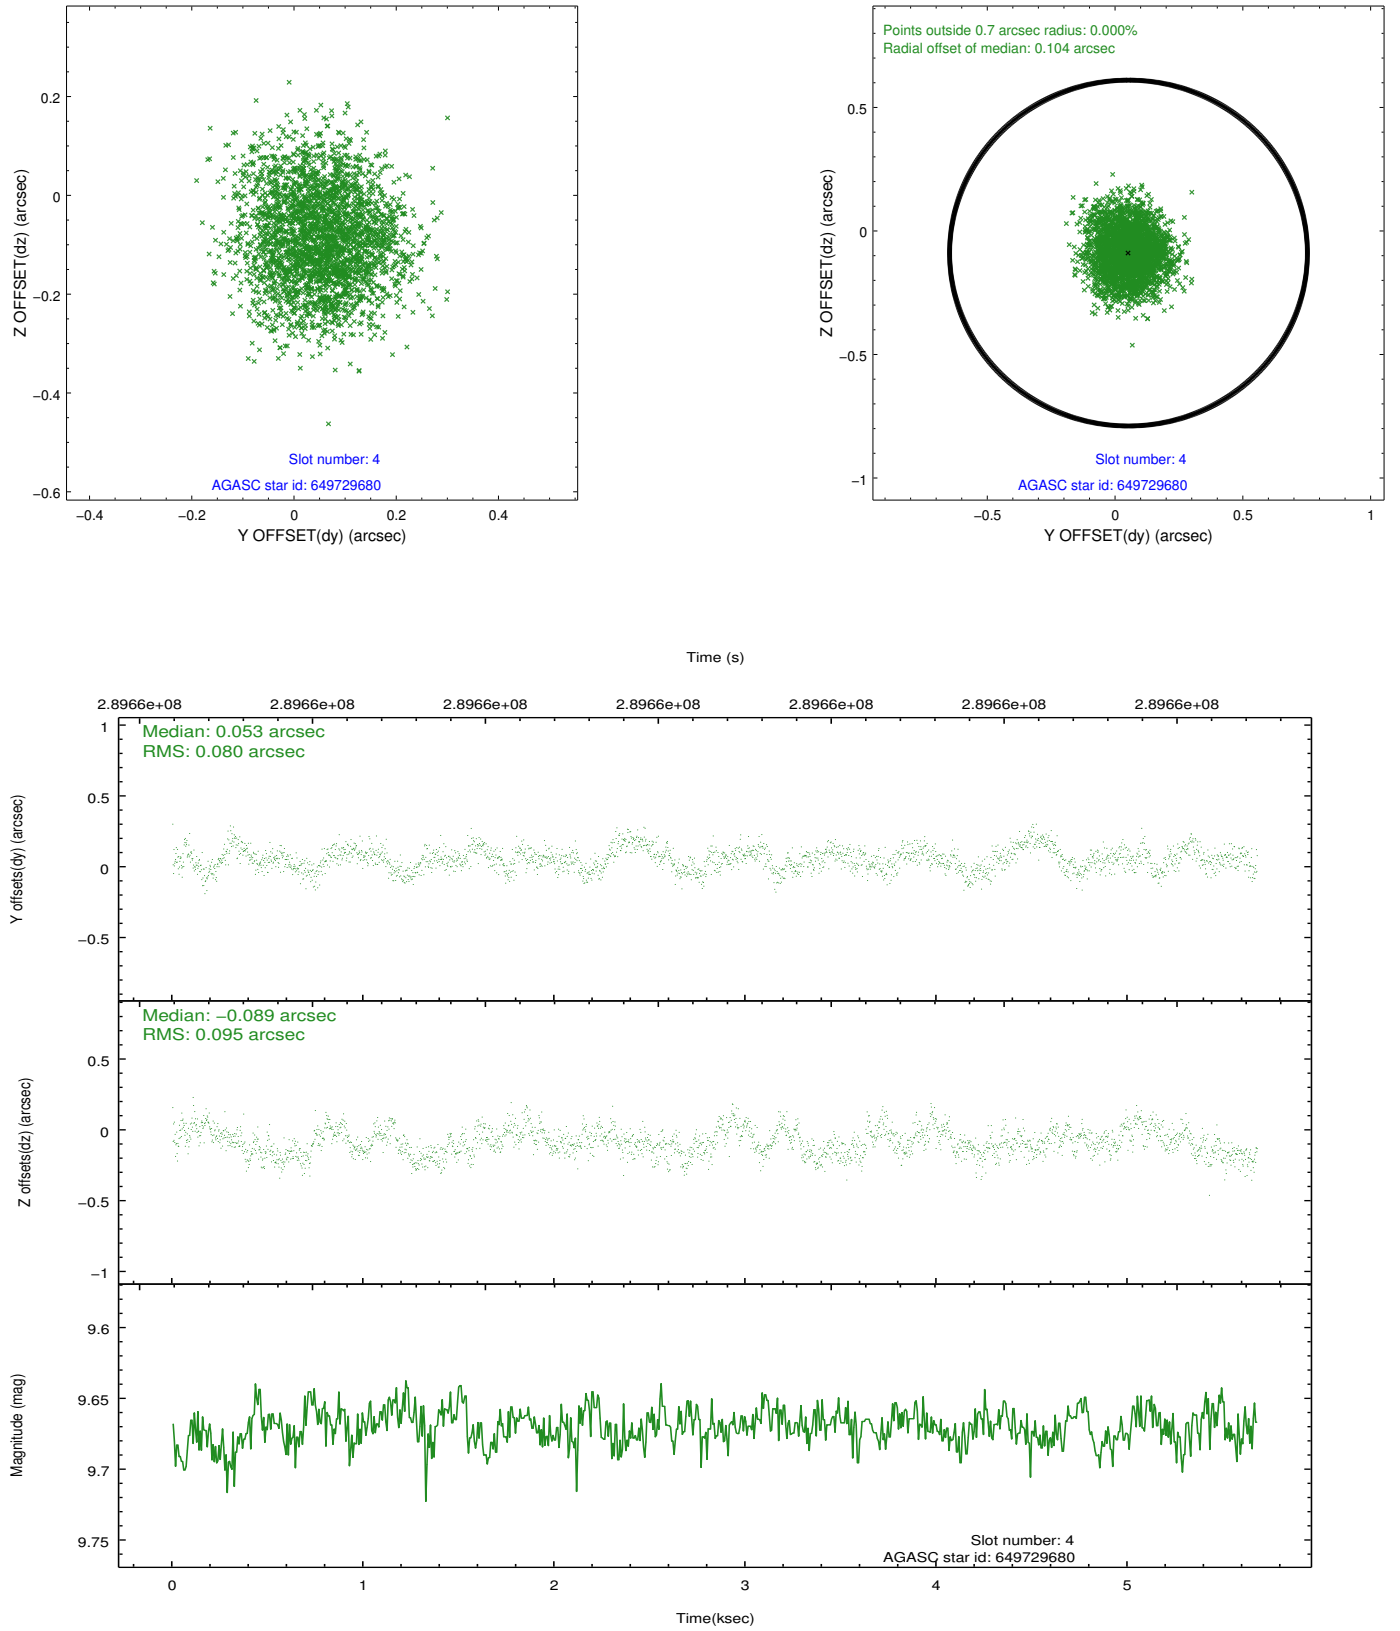 0.2
0
−0.2
−0.4
−0.6
−0.4
−0.2
0
0.2
0.4
Z OFFSET(dz) (arcsec)
Y OFFSET(dy) (arcsec)
Slot number: 4
AGASC star id: 649729680
Points outside 0.7 arcsec radius: 0.000%
Radial offset of median: 0.104 arcsec
0.5
0
−0.5
−1
−0.5
0
0.5
1
Z OFFSET(dz) (arcsec)
Y OFFSET(dy) (arcsec)
Slot number: 4
AGASC star id: 649729680
Time (s)
2.8966e+08 2.8966e+08 2.8966e+08 2.8966e+08 2.8966e+08 2.8966e+08 2.8966e+08
Median: 0.053 arcsec
RMS: 0.080 arcsec
1
0.5
0
−0.5
Y offsets(dy) (arcsec)
Median: −0.089 arcsec
RMS: 0.095 arcsec
0.5
0
−0.5
−1
Z offsets(dz) (arcsec)
9.6
9.65
9.7
9.75
Magnitude (mag)
Slot number: 4
AGASC star id: 649729680
0 1 2 3 4 5
Time(ksec)